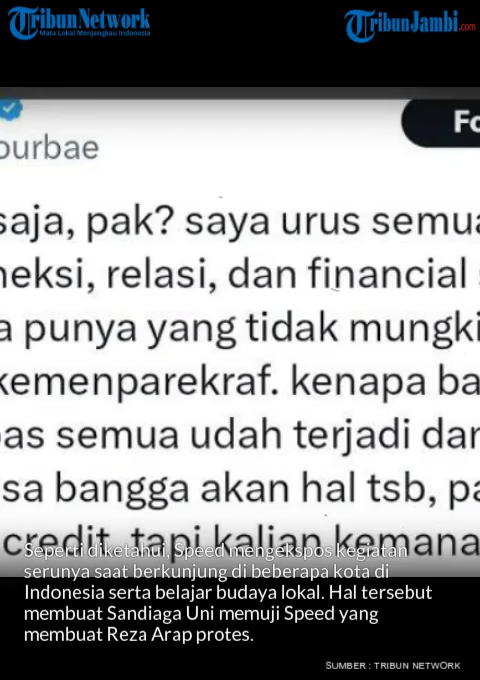 Tribun Network
Mata Lokal Menjangkau Indonesia
TribunJambi.com
ourbae
Fo
saja, pak? saya urus semua
neksi, relasi, dan financial
a punya yang tidak mungki
kemenparekraf. kenapa ba
as semua udah terjadi dar
sa bangga akan hal tsb, pa
credit, tapi kalian kemana
Seperti diketahui, Speed mengekspos kegiatan
serunya saat berkunjung di beberapa kota di
Indonesia serta belajar budaya lokal. Hal tersebut
membuat Sandiaga Uni memuji Speed yang
membuat Reza Arap protes.
SUMBER : TRIBUN NETWORK